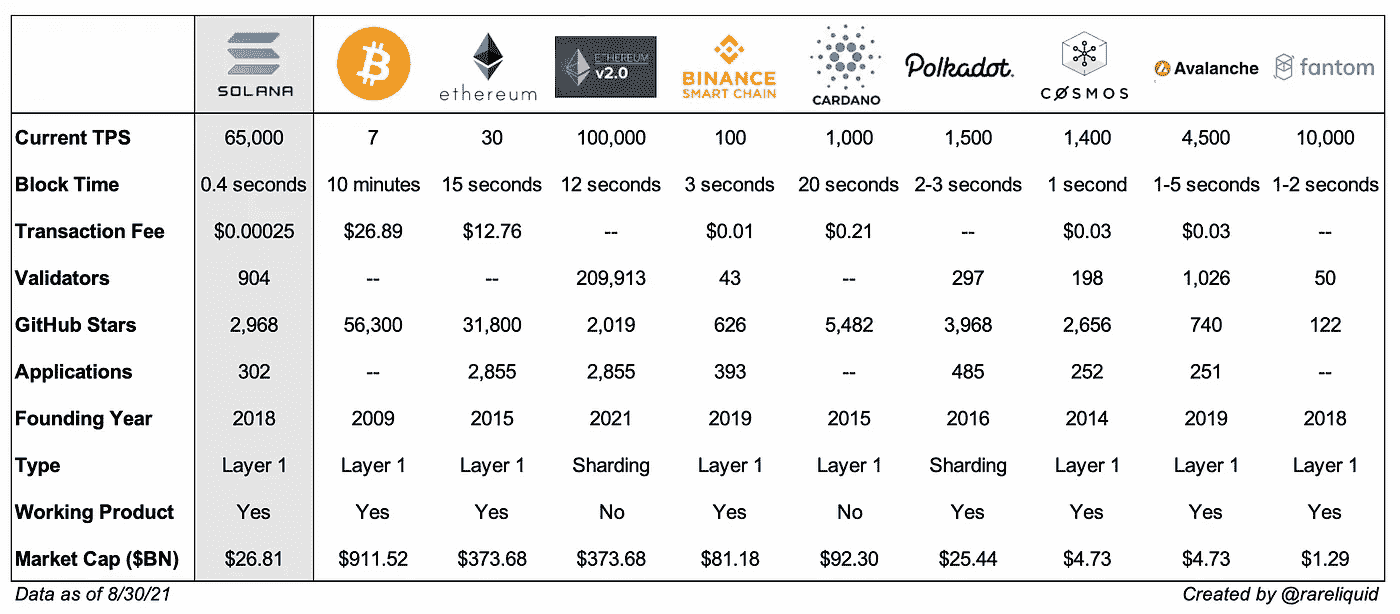 SOLANA ethereum ETHEREUM v2.0 BINANCE SMART CHAIN CARDANO Polkadot. COSMOS Avalanche fantom
Current TPS 65,000 7 30 100,000 100 1,000 1,500 1,400 4,500 10,000
Block Time 0.4 seconds 10 minutes 15 seconds 12 seconds 3 seconds 20 seconds 2-3 seconds 1 second 1-5 seconds 1-2 seconds
Transaction Fee $0.00025 $26.89 $12.76 -- $0.01 $0.21 -- $0.03 $0.03 --
Validators 904 -- -- 209,913 43 -- 297 198 1,026 50
GitHub Stars 2,968 56,300 31,800 2,019 626 5,482 3,968 2,656 740 122
Applications 302 -- 2,855 2,855 393 -- 485 252 251 --
Founding Year 2018 2009 2015 2021 2019 2015 2016 2014 2019 2018
Type Layer 1 Layer 1 Layer 1 Sharding Layer 1 Layer 1 Sharding Layer 1 Layer 1 Layer 1
Working Product Yes Yes Yes No Yes No Yes Yes Yes Yes
Market Cap ($BN) $26.81 $911.52 $373.68 $373.68 $81.18 $92.30 $25.44 $4.73 $4.73 $1.29
Data as of 8/30/21 Created by @rareliquid